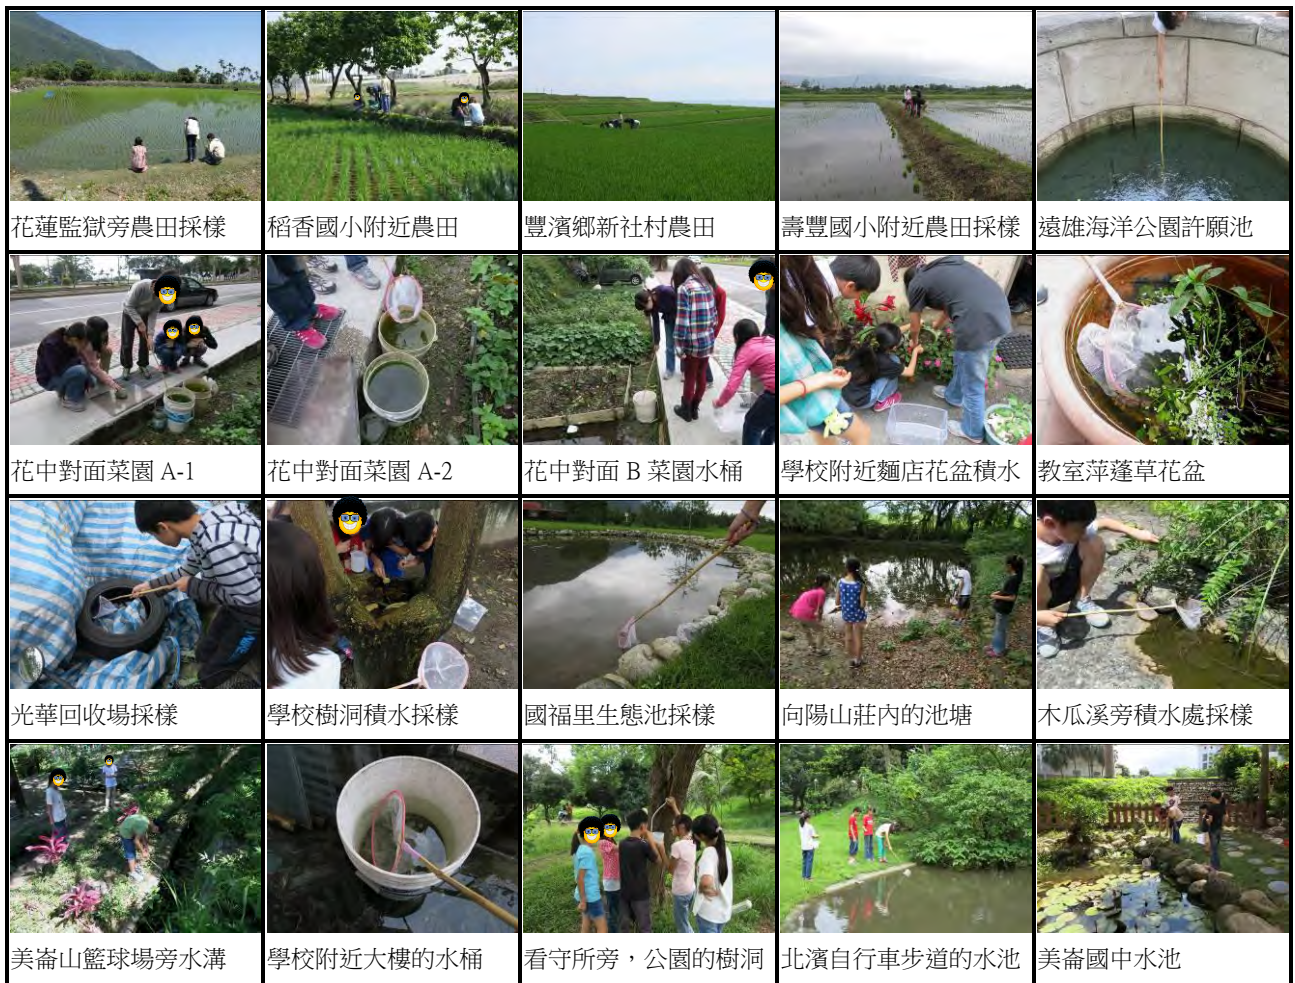 花蓮監獄旁農田採樣
稻香國小附近農田
豐濱鄉新社村農田
壽豐國小附近農田採樣
遠雄海洋公園許願池
花中對面菜園 A-1
花中對面菜園 A-2
花中對面 B 菜園水桶
學校附近麵店花盆積水
教室萍蓬草花盆
光華回收場採樣
學校樹洞積水採樣
國福里生態池採樣
向陽山莊內的池塘
木瓜溪旁積水處採樣
美崙山籃球場旁水溝
學校附近大樓的水桶
看守所旁，公園的樹洞
北濱自行車步道的水池
美崙國中水池